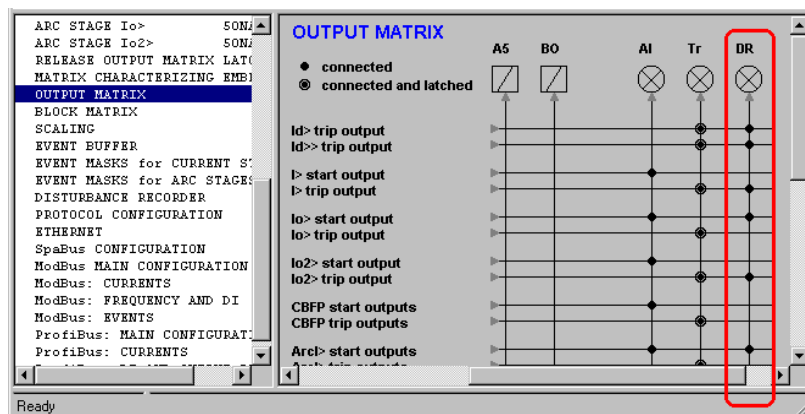 ARC STAGE Io> 50N
ARC STAGE Io2> 50N
RELEASE OUTPUT MATRIX
MATRIX CHARACTERIZING
OUTPUT MATRIX
BLOCK MATRIX
SCALING
EVENT BUFFER
EVENT MASKS for CURRENT
EVENT MASKS for ARC STAGES
DISTURBANCE RECORDER
PROTOCOL CONFIGURATION
ETHERNET
SpaBus CONFIGURATION
ModBus MAIN CONFIGURATION
ModBus: CURRENTS
ModBus: FREQUENCY AND DI
ModBus: EVENTS
ProfiBus: MAIN CONFIGURATI
ProfiBus: CURRENTS
OUTPUT MATRIX
connected
connected and latched
A5 BO Al Tr DR
Id> trip output
Id>> trip output
I> start output
I> trip output
Io> start output
Io> trip output
Io2> start output
Io2> trip output
CBFP start outputs
CBFP trip outputs
ArcI> start outputs
Ready